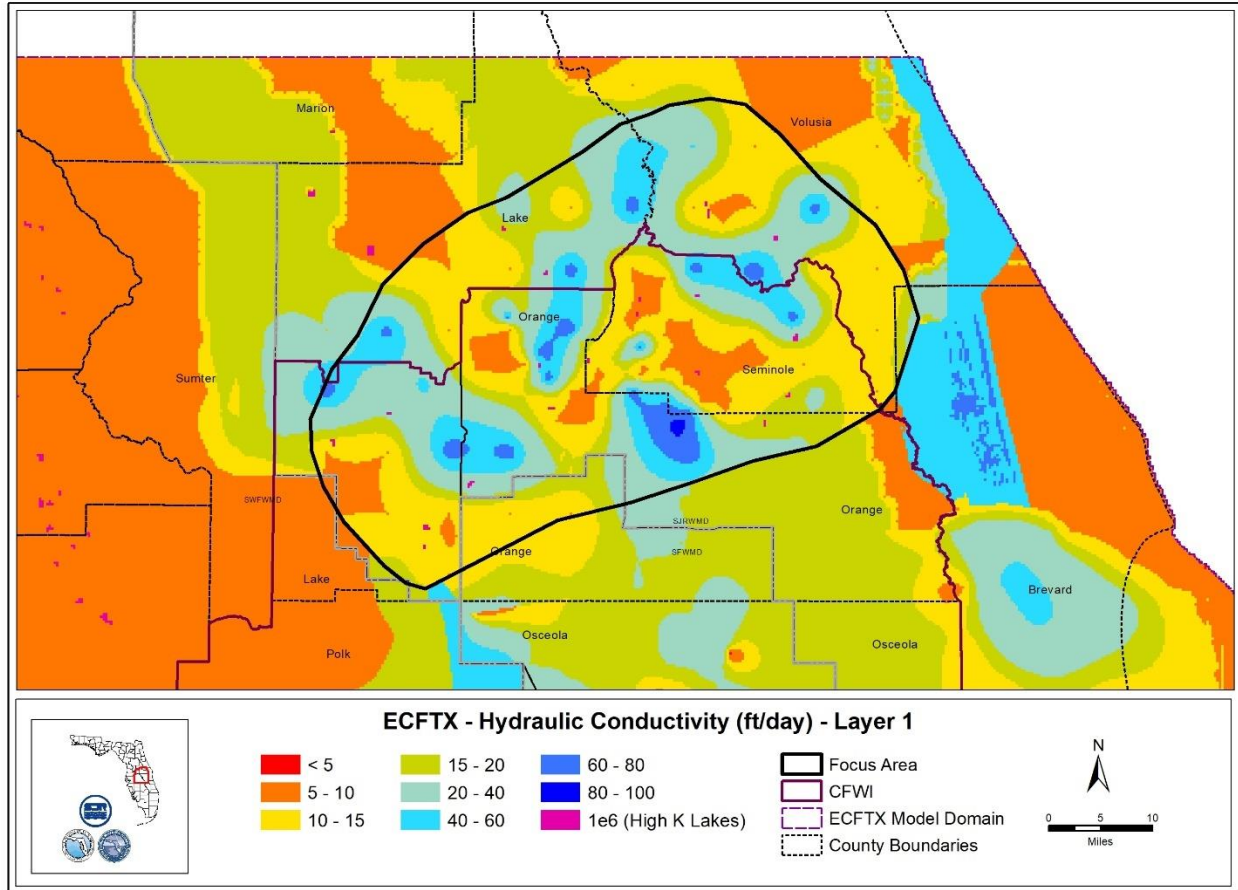 Marion
Volusia
Lake
Orange
Sumter
Seminole
SWFWMD
Orange
SJRWMD
Orange
SFWMD
Lake
Brevard
Osceola
Osceola
Polk
ECFTX - Hydraulic Conductivity (ft/day) - Layer 1
< 5
5 - 10
10 - 15
15 - 20
20 - 40
40 - 60
60 - 80
80 - 100
1e6 (High K Lakes)
Focus Area
CFWI
ECFTX Model Domain
County Boundaries
N
0 5 10
Miles